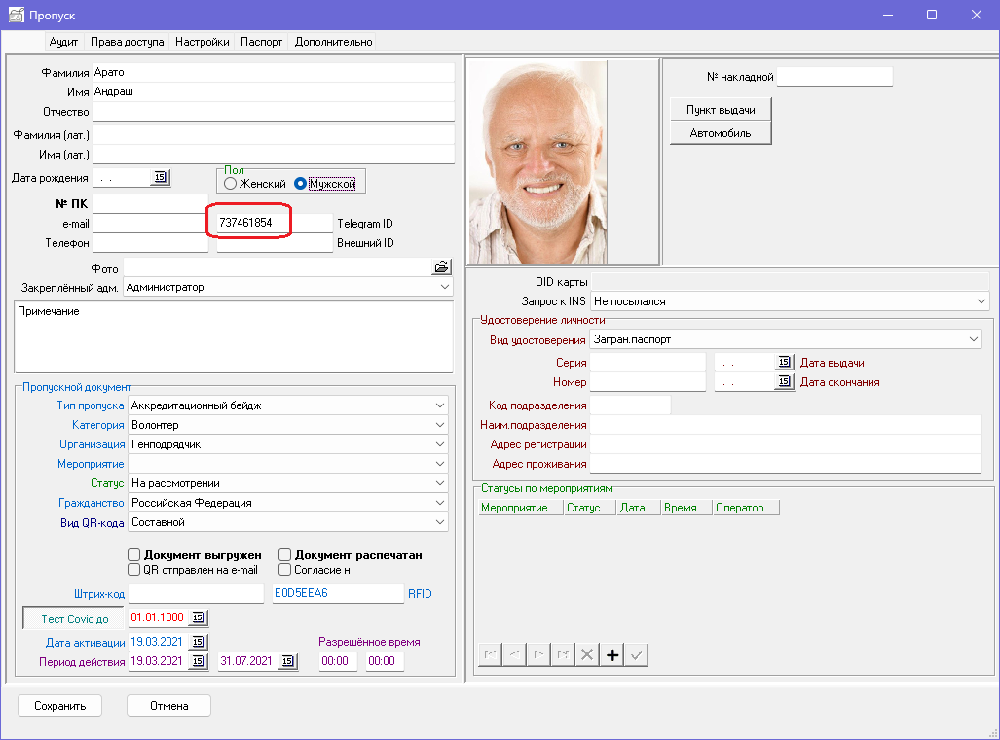 Пропуск
Аудит Права доступа Настройки Паспорт Дополнительно
Фамилия Арато
Имя Андраш
Отчество
Фамилия (лат.)
Имя (лат.)
Дата рождения . . 15
Пол
Женский Мужской
№ ПК
e-mail 737461854 Telegram ID
Телефон Внешний ID
Фото
Закреплённый адм. Администратор
Примечание
Пропускной документ
Тип пропуска Аккредитационный бейдж
Категория Волонтер
Организация Генподрядчик
Мероприятие
Статус На рассмотрении
Гражданство Российская Федерация
Вид QR-кода Составной
Документ выгружен Документ распечатан
QR отправлен на e-mail Согласие н
Штрих-код E0D5EEA6 RFID
Тест Covid до 01.01.1900 15
Дата активации 19.03.2021 15 Разрешённое время
Период действия 19.03.2021 15 31.07.2021 15 00:00 00:00
№ накладной
Пункт выдачи
Автомобиль
OID карты
Запрос к INS Не посылался
Удостоверение личности
Вид удостоверения Загран.паспорт
Серия . . 15 Дата выдачи
Номер . . 15 Дата окончания
Код подразделения
Наим.подразделения
Адрес регистрации
Адрес проживания
Статусы по мероприятиям
Мероприятие Статус Дата Время Оператор
Сохранить Отмена